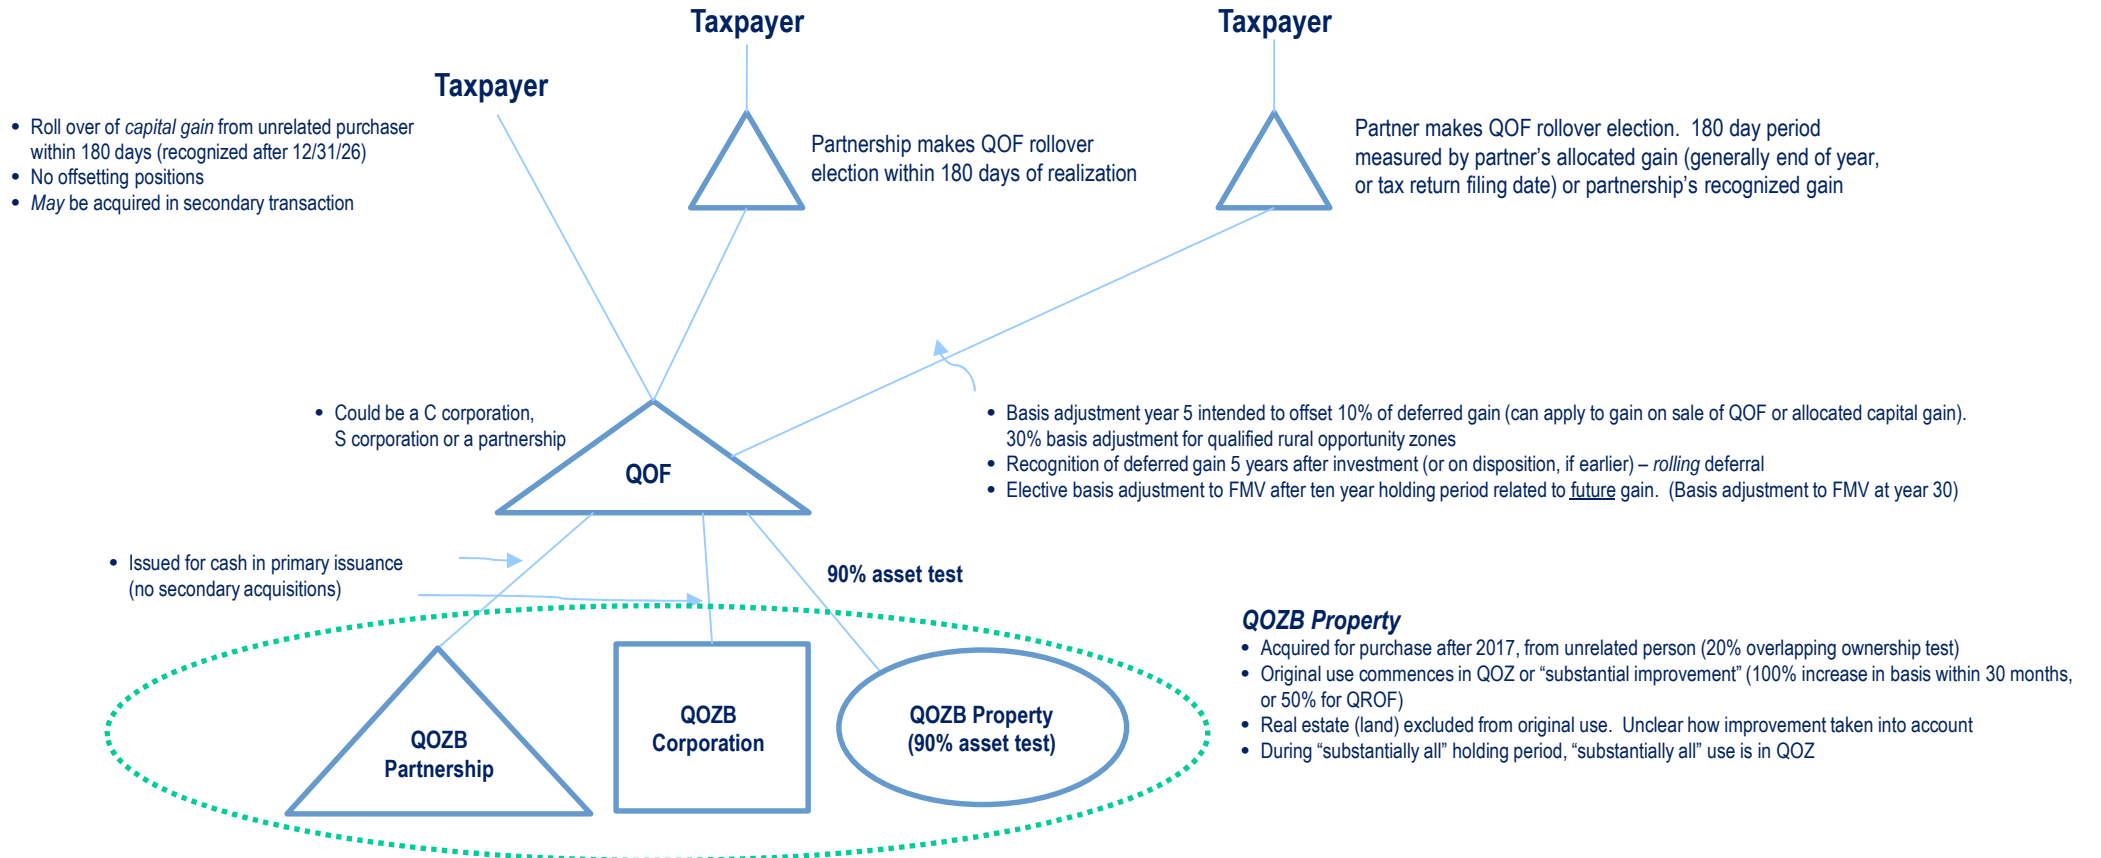 Taxpayer
Taxpayer
Taxpayer
• Roll over of capital gain from unrelated purchaser
within 180 days (recognized after 12/31/26)
• No offsetting positions
• May be acquired in secondary transaction
Partnership makes QOF rollover
election within 180 days of realization
Partner makes QOF rollover election.  180 day period
measured by partner’s allocated gain (generally end of year,
or tax return filing date) or partnership’s recognized gain
• Could be a C corporation,
S corporation or a partnership
QOF
• Basis adjustment year 5 intended to offset 10% of deferred gain (can apply to gain on sale of QOF or allocated capital gain).
30% basis adjustment for qualified rural opportunity zones
• Recognition of deferred gain 5 years after investment (or on disposition, if earlier) – rolling deferral
• Elective basis adjustment to FMV after ten year holding period related to future gain.  (Basis adjustment to FMV at year 30)
• Issued for cash in primary issuance
(no secondary acquisitions)
90% asset test
QOZB
Partnership
QOZB
Corporation
QOZB Property
(90% asset test)
QOZB Property
• Acquired for purchase after 2017, from unrelated person (20% overlapping ownership test)
• Original use commences in QOZ or “substantial improvement” (100% increase in basis within 30 months,
or 50% for QROF)
• Real estate (land) excluded from original use.  Unclear how improvement taken into account
• During “substantially all” holding period, “substantially all” use is in QOZ